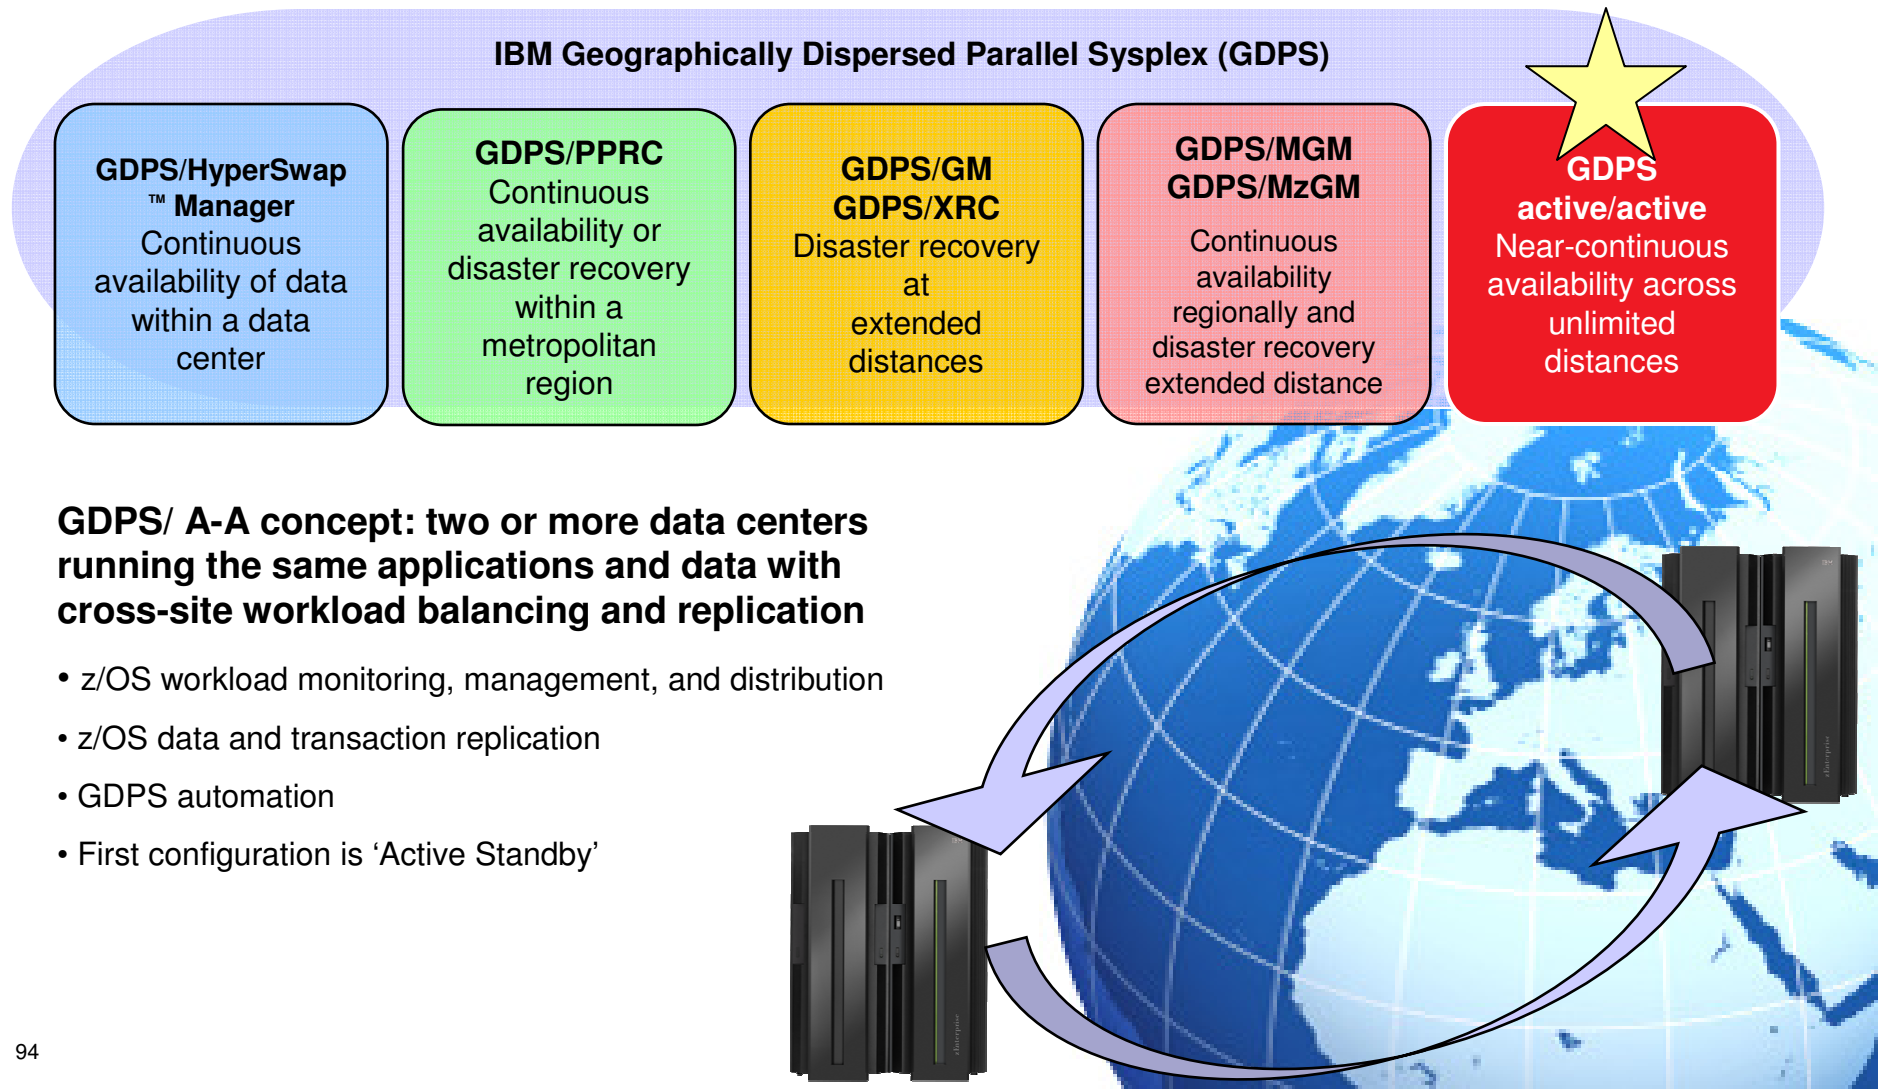 IBM Geographically Dispersed Parallel Sysplex (GDPS)
GDPS/HyperSwap
™ Manager
Continuous
availability of data
within a data
center
GDPS/PPRC
Continuous
availability or
disaster recovery
within a
metropolitan
region
GDPS/GM
GDPS/XRC
Disaster recovery
at
extended
distances
GDPS/MGM
GDPS/MzGM
Continuous
availability
regionally and
disaster recovery
extended distance
GDPS
active/active
Near-continuous
availability across
unlimited
distances
GDPS/ A-A concept: two or more data centers
running the same applications and data with
cross-site workload balancing and replication
• z/OS workload monitoring, management, and distribution
• z/OS data and transaction replication
• GDPS automation
• First configuration is ‘Active Standby’
zEnterprise
zEnterprise
94